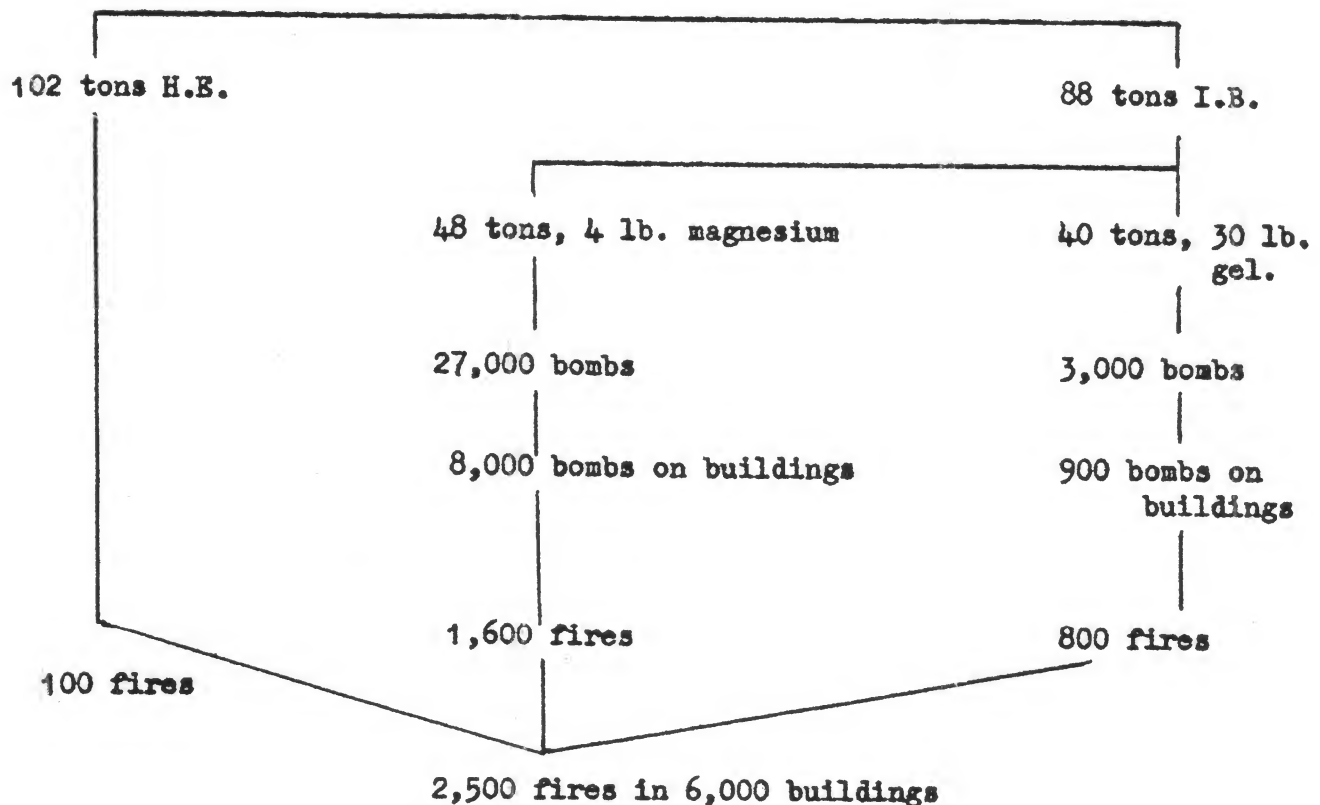 102 tons H.E.
88 tons I.B.
48 tons, 4 lb. magnesium
40 tons, 30 lb.
gel.
27,000 bombs
3,000 bombs
8,000 bombs on buildings
900 bombs on
buildings
1,600 fires
800 fires
100 fires
2,500 fires in 6,000 buildings